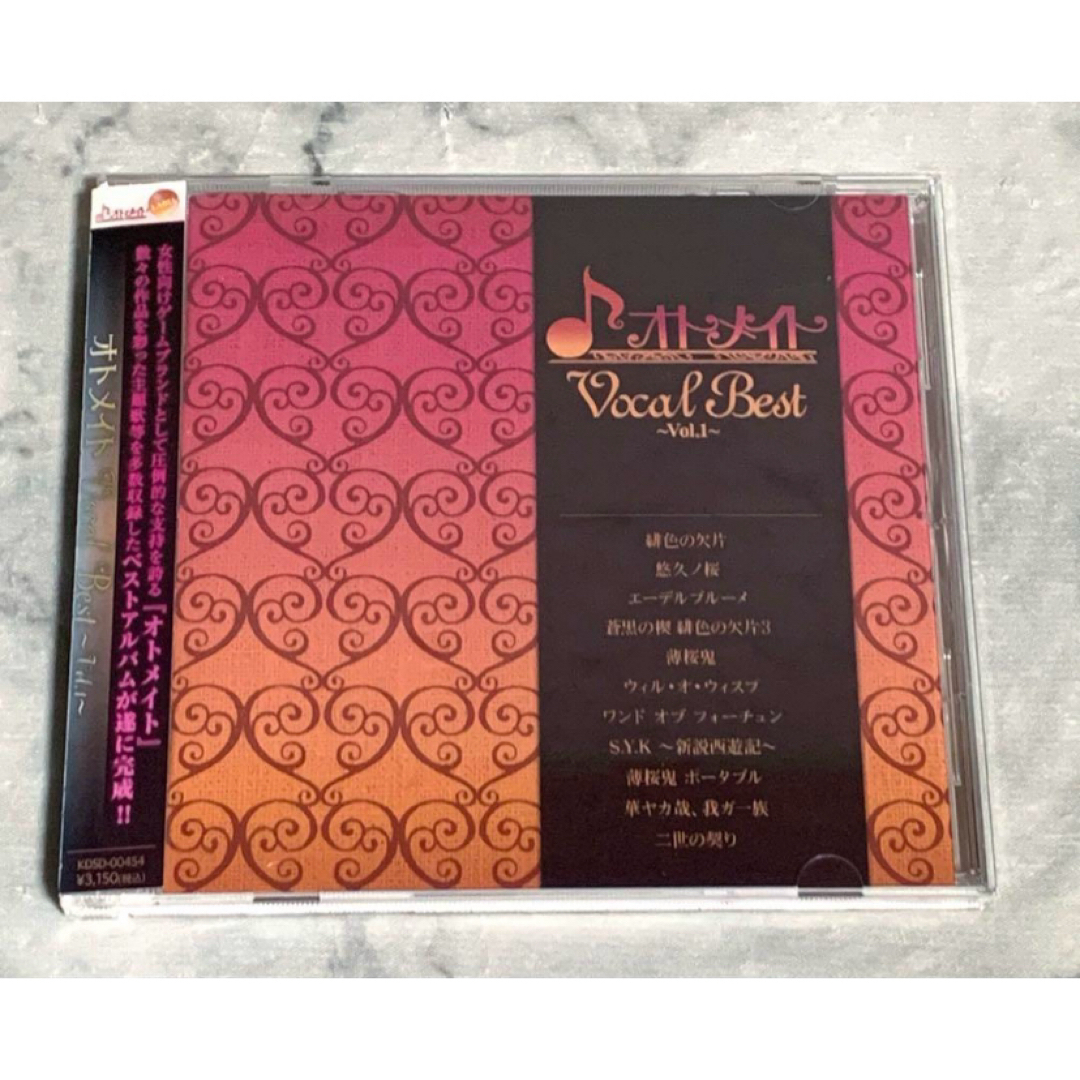 オトメイト
女性向けゲームブランドとして圧倒的な支持を誇る『オトメイト』
数々の作品を彩った主題歌等を多数収録したベストアルバムが遂に完成!!
オトメイト Vocal Best ~Vol.1~
KDSD-00454
¥3,150(税込)
オトメイト
Vocal Best
~Vol.1~
緋色の欠片
悠久ノ桜
エーデルブルーメ
蒼黒の楔 緋色の欠片3
薄桜鬼
ウィル・オ・ウィスプ
ワンド オブ フォーチュン
S.Y.K ~新説西遊記~
薄桜鬼 ポータブル
華ヤカ哉、我ガ一族
二世の契り